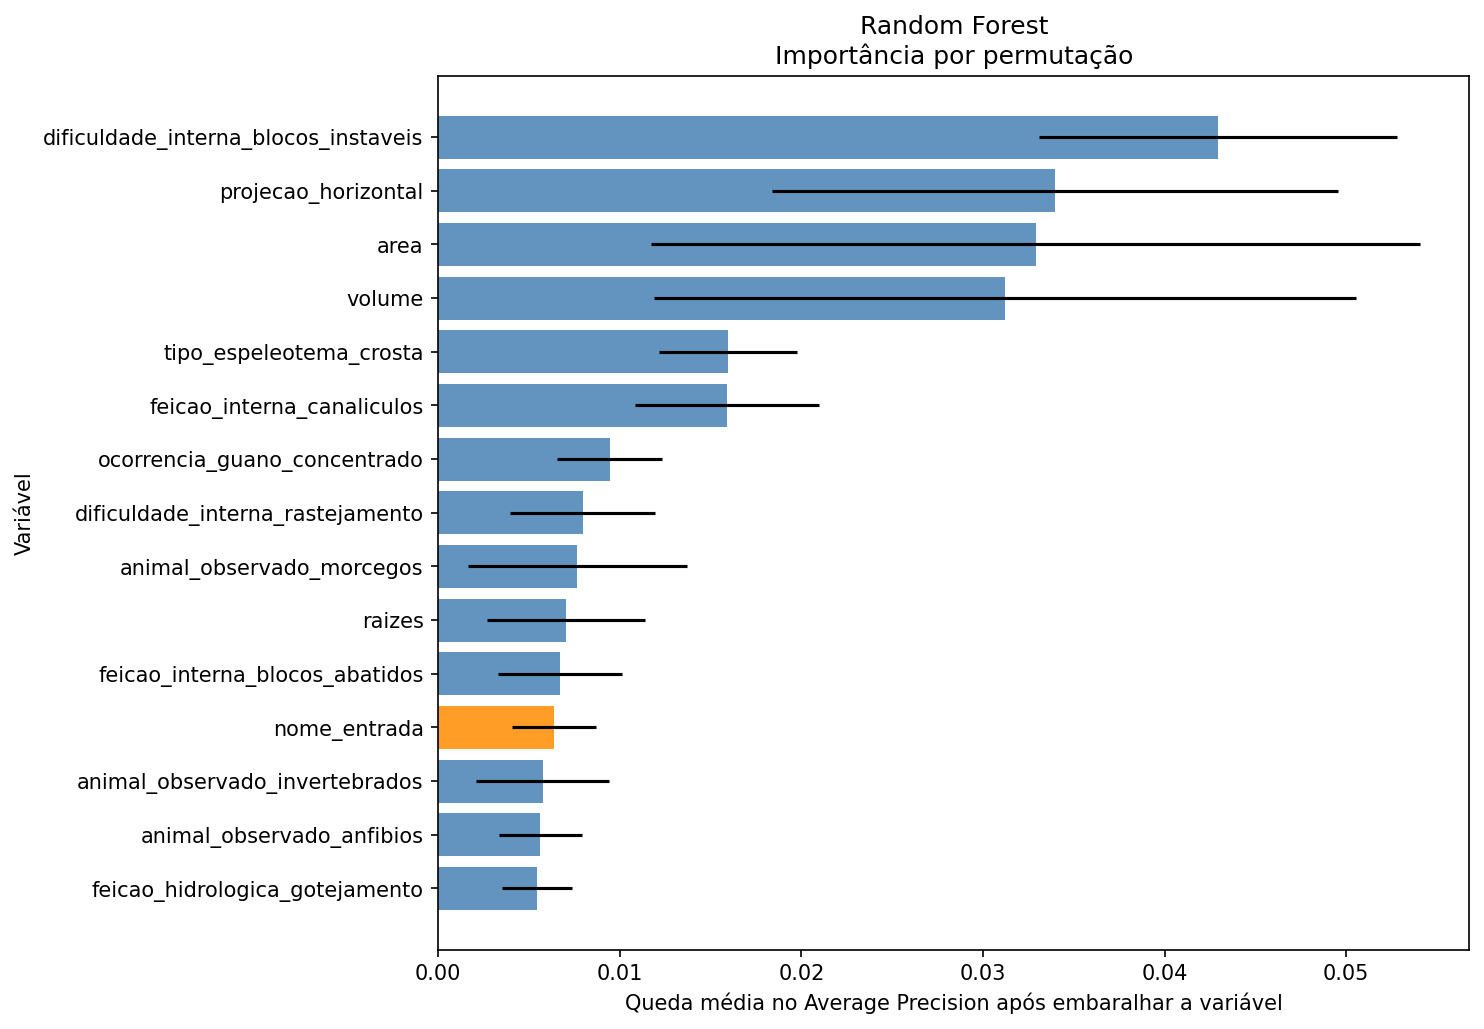 Random Forest
Importância por permutação
Variável
dificuldade_interna_blocos_instaveis
projecao_horizontal
area
volume
tipo_espeleotema_crosta
feicao_interna_canaliculos
ocorrencia_guano_concentrado
dificuldade_interna_rastejamento
animal_observado_morcegos
raizes
feicao_interna_blocos_abatidos
nome_entrada
animal_observado_invertebrados
animal_observado_anfibios
feicao_hidrologica_gotejamento
0.00 0.01 0.02 0.03 0.04 0.05
Queda média no Average Precision após embaralhar a variável